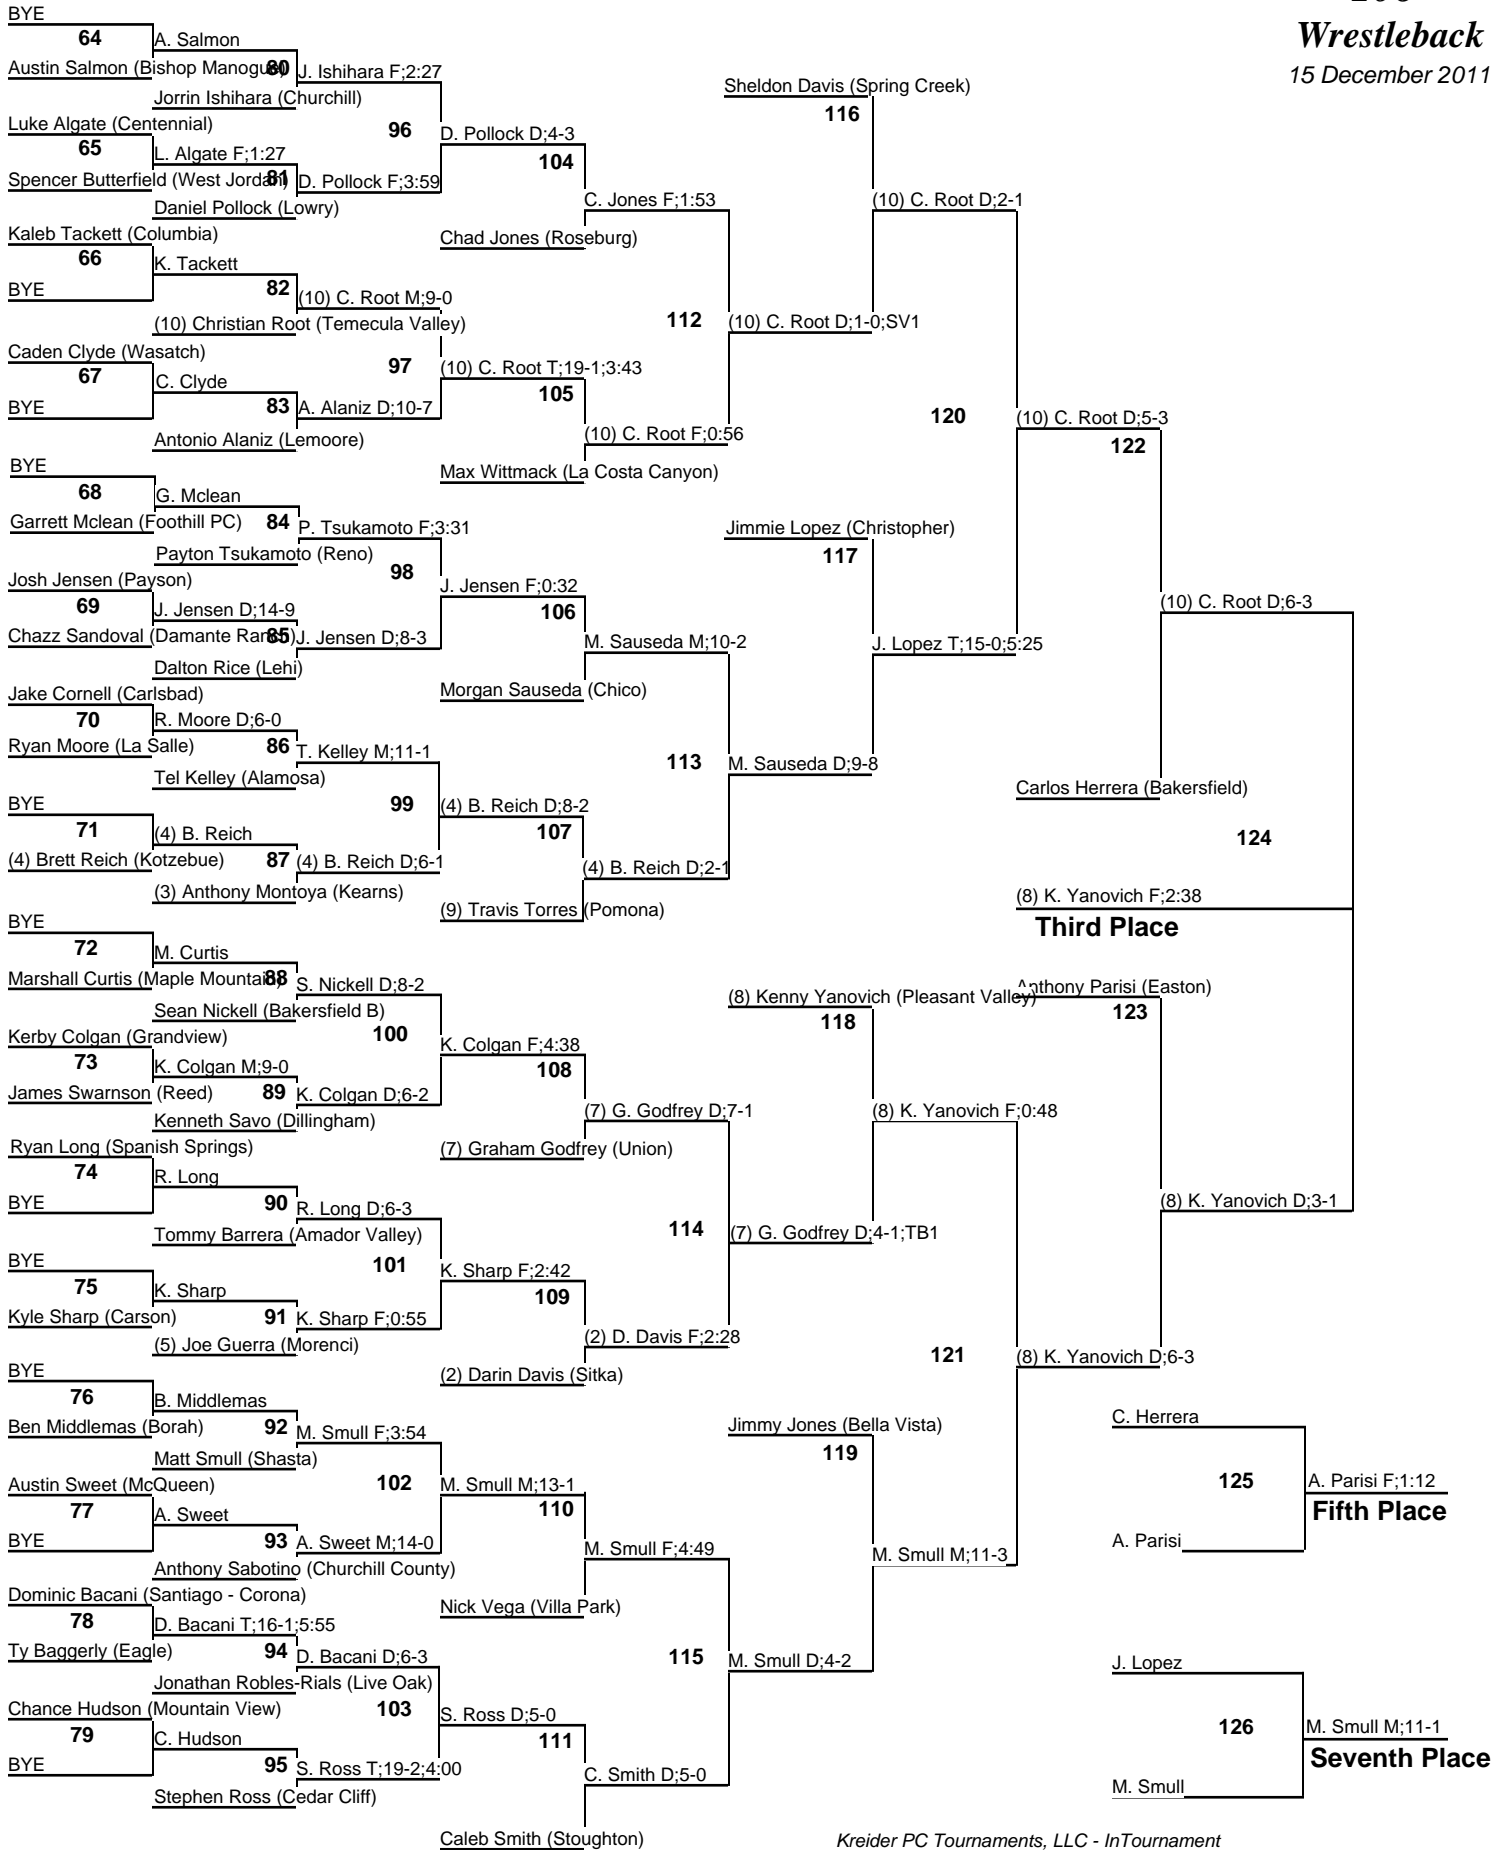 Wrestleback
15 December 2011
BYE
64
A. Salmon
Austin Salmon (Bishop Manogue)
80
J. Ishihara F;2:27
Jorrin Ishihara (Churchill)
Luke Algate (Centennial)
96
65
L. Algate F;1:27
Spencer Butterfield (West Jordan)
81
D. Pollock F;3:59
Daniel Pollock (Lowry)
D. Pollock D;4-3
104
C. Jones F;1:53
Chad Jones (Roseburg)
Sheldon Davis (Spring Creek)
116
(10) C. Root D;2-1
Kaleb Tackett (Columbia)
66
K. Tackett
BYE
82
(10) C. Root M;9-0
(10) Christian Root (Temecula Valley)
112
(10) C. Root D;1-0;SV1
Caden Clyde (Wasatch)
97
67
C. Clyde
BYE
83
A. Alaniz D;10-7
Antonio Alaniz (Lemoore)
(10) C. Root T;19-1;3:43
105
(10) C. Root F;0:56
Max Wittmack (La Costa Canyon)
120
(10) C. Root D;5-3
122
BYE
68
G. Mclean
Garrett Mclean (Foothill PC)
84
P. Tsukamoto F;3:31
Payton Tsukamoto (Reno)
98
Josh Jensen (Payson)
69
J. Jensen D;14-9
Chazz Sandoval (Damante Ranch)
85
J. Jensen D;8-3
Dalton Rice (Lehi)
J. Jensen F;0:32
106
M. Sauseda M;10-2
Morgan Sauseda (Chico)
Jimmie Lopez (Christopher)
117
J. Lopez T;15-0;5:25
(10) C. Root D;6-3
Jake Cornell (Carlsbad)
70
R. Moore D;6-0
Ryan Moore (La Salle)
86
T. Kelley M;11-1
Tel Kelley (Alamosa)
113
M. Sauseda D;9-8
Carlos Herrera (Bakersfield)
99
BYE
71
(4) B. Reich
(4) Brett Reich (Kotzebue)
87
(4) B. Reich D;6-1
(3) Anthony Montoya (Kearns)
(4) B. Reich D;8-2
107
(4) B. Reich D;2-1
(9) Travis Torres (Pomona)
124
(8) K. Yanovich F;2:38
Third Place
BYE
72
M. Curtis
Marshall Curtis (Maple Mountain)
88
S. Nickell D;8-2
Sean Nickell (Bakersfield B)
100
(8) Kenny Yanovich (Pleasant Valley)
118
Anthony Parisi (Easton)
123
Kerby Colgan (Grandview)
73
K. Colgan M;9-0
James Swarnson (Reed)
89
K. Colgan D;6-2
Kenneth Savo (Dillingham)
K. Colgan F;4:38
108
(7) G. Godfrey D;7-1
(7) Graham Godfrey (Union)
(8) K. Yanovich F;0:48
Ryan Long (Spanish Springs)
74
R. Long
BYE
90
R. Long D;6-3
Tommy Barrera (Amador Valley)
114
(7) G. Godfrey D;4-1;TB1
(8) K. Yanovich D;3-1
101
BYE
75
K. Sharp
Kyle Sharp (Carson)
91
K. Sharp F;0:55
(5) Joe Guerra (Morenci)
K. Sharp F;2:42
109
(2) D. Davis F;2:28
(2) Darin Davis (Sitka)
121
(8) K. Yanovich D;6-3
BYE
76
B. Middlemas
Ben Middlemas (Borah)
92
M. Smull F;3:54
Matt Smull (Shasta)
Jimmy Jones (Bella Vista)
119
C. Herrera
125
A. Parisi F;1:12
Fifth Place
A. Parisi
Austin Sweet (McQueen)
102
77
A. Sweet
BYE
93
A. Sweet M;14-0
Anthony Sabotino (Churchill County)
M. Smull M;13-1
110
M. Smull F;4:49
Nick Vega (Villa Park)
M. Smull M;11-3
Dominic Bacani (Santiago - Corona)
78
D. Bacani T;16-1;5:55
Ty Baggerly (Eagle)
94
D. Bacani D;6-3
Jonathan Robles-Rials (Live Oak)
115
M. Smull D;4-2
Chance Hudson (Mountain View)
103
79
C. Hudson
BYE
95
S. Ross T;19-2;4:00
Stephen Ross (Cedar Cliff)
S. Ross D;5-0
111
C. Smith D;5-0
Caleb Smith (Stoughton)
J. Lopez
126
M. Smull M;11-1
Seventh Place
M. Smull
Kreider PC Tournaments, LLC - InTournament